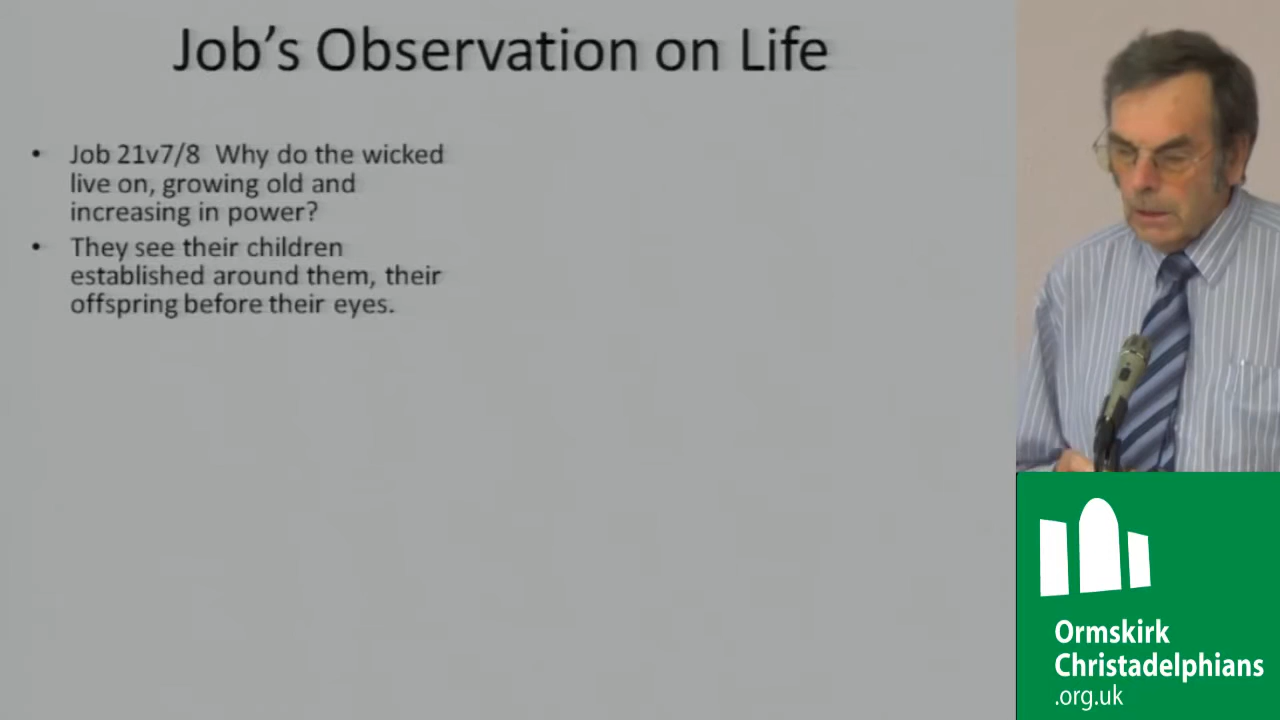 Job's Observation on Life
• Job 21v7/8  Why do the wicked
live on, growing old and
increasing in power?
• They see their children
established around them, their
offspring before their eyes.
Ormskirk
Christadelphians
.org.uk